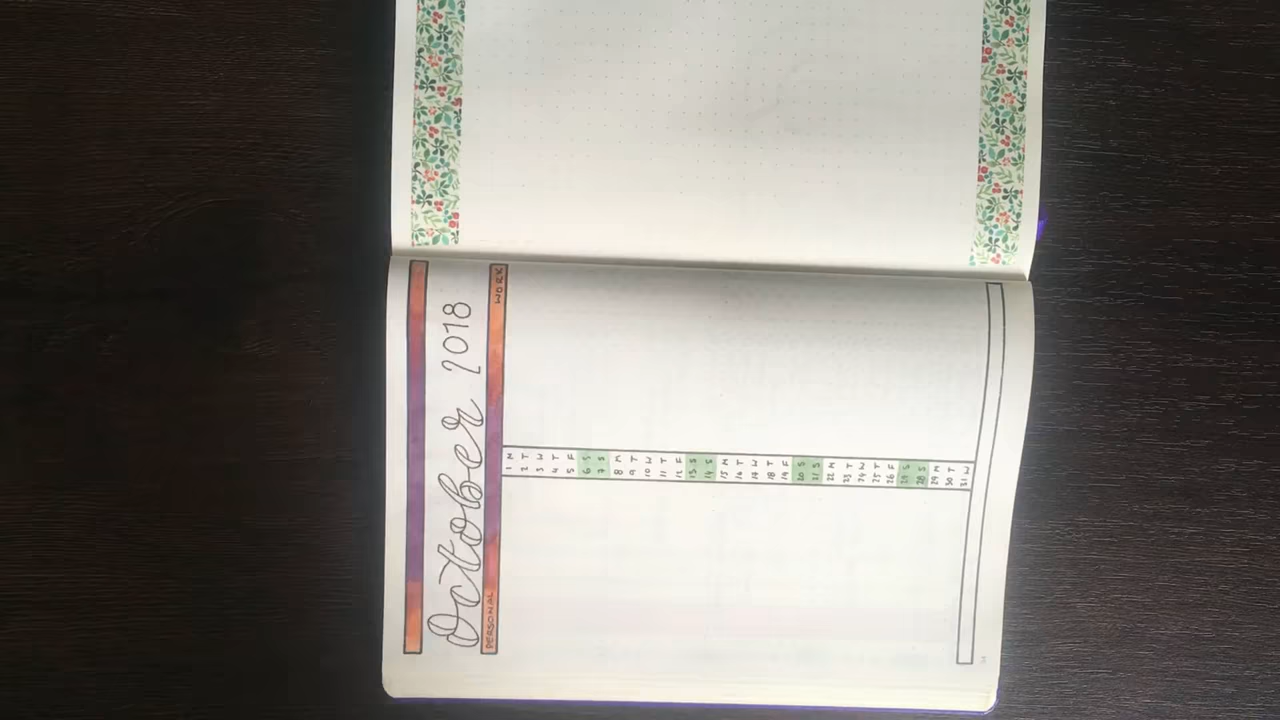 October 2018
PERSONAL WORK
1 M
2 T
3 W
4 T
5 F
6 S
7 S
8 M
9 T
10 W
11 T
12 F
13 S
14 S
15 M
16 T
17 W
18 T
19 F
20 S
21 S
22 M
23 T
24 W
25 T
26 F
28 S
29 M
30 T
31 W